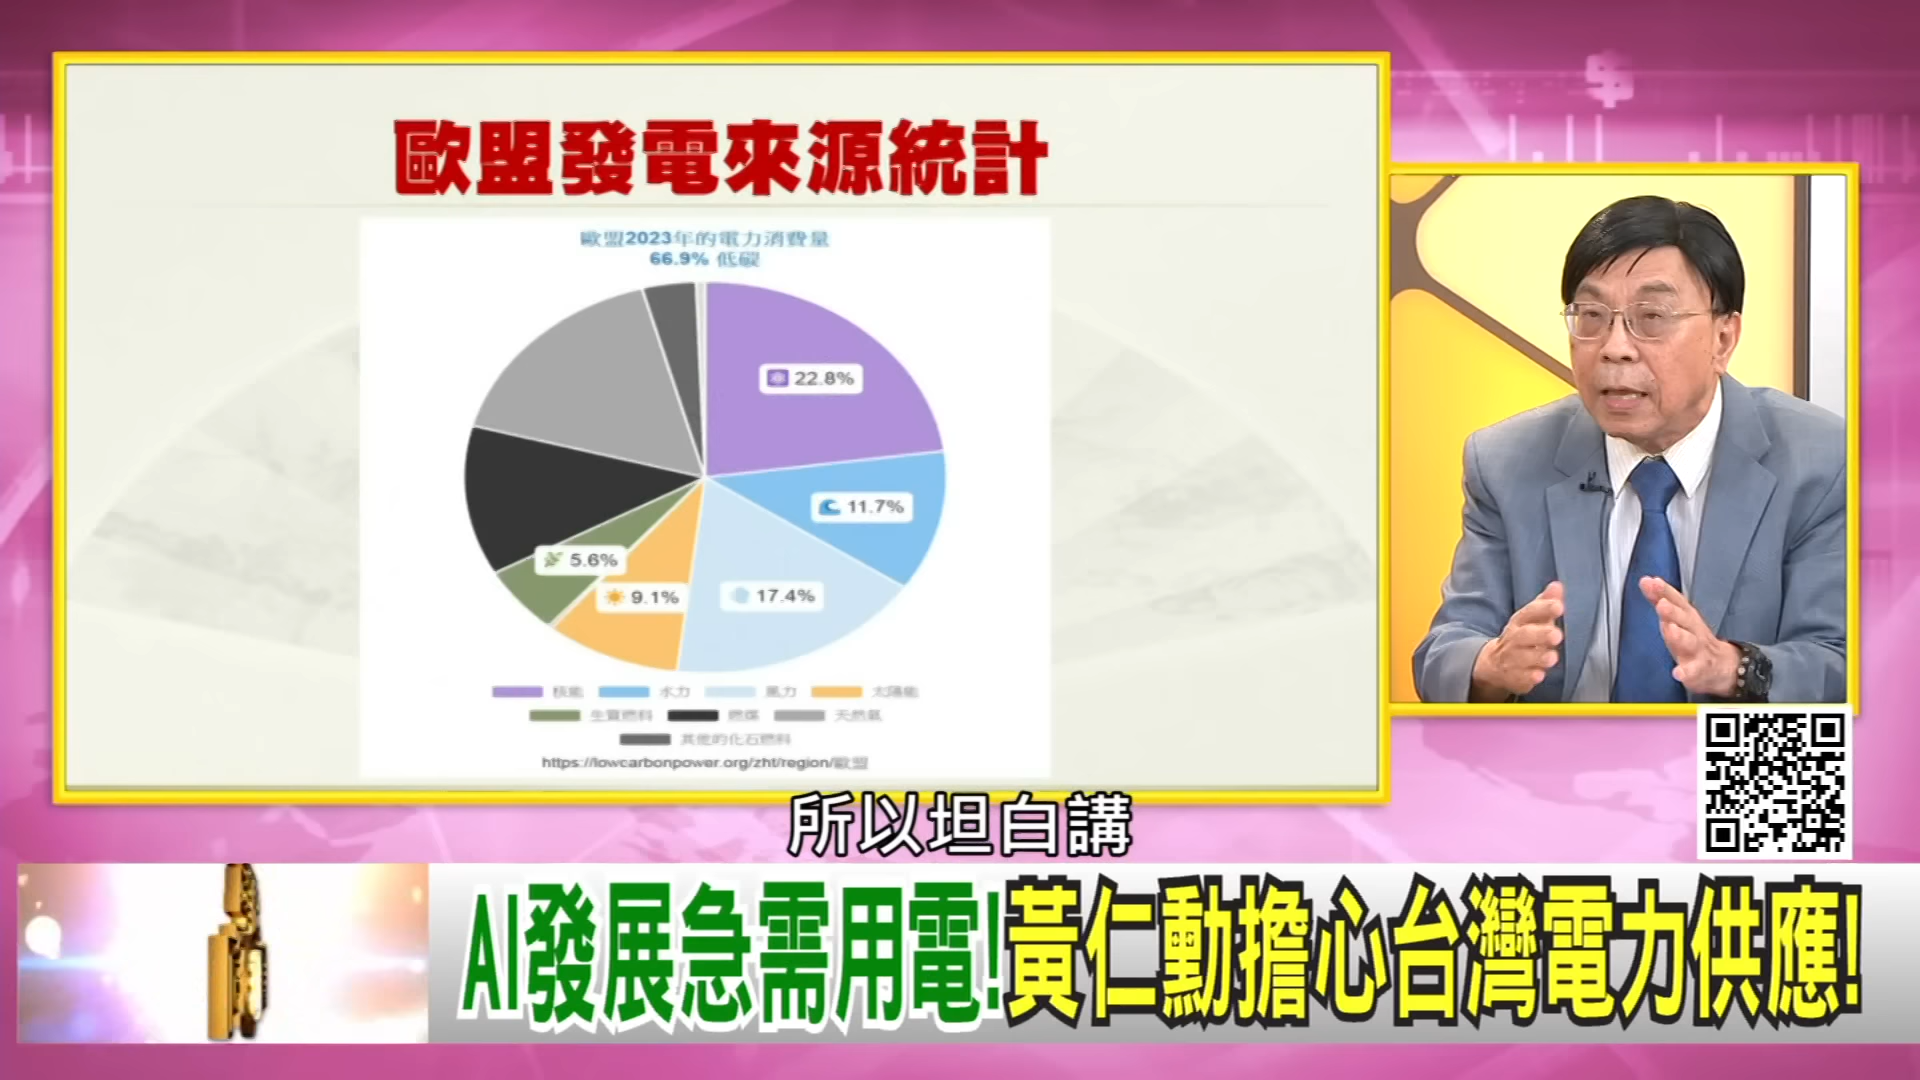 歐盟發電來源統計
歐盟2023年的電力消費量
66.9% 低碳
22.8%
11.7%
5.6%
9.1%
17.4%
核能 水力 風力 太陽能
生質燃料 燃煤 天然氣
其他的化石燃料
https://lowcarbonpower.org/zht/region/歐盟
所以坦白講
AI發展急需用電!黃仁勳擔心台灣電力供應!